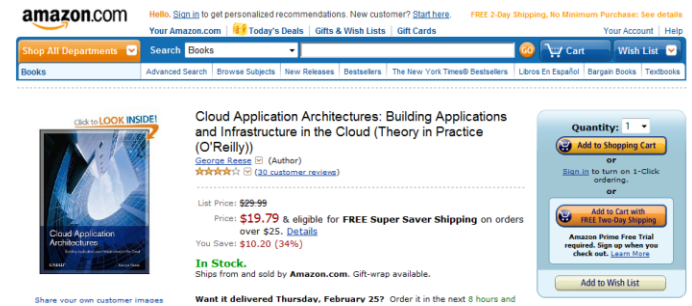 amazon.com
Hello. Sign in to get personalized recommendations. New customer? Start here. FREE 2-Day Shipping, No Minimum Purchase: See details
Your Amazon.com Today's Deals Gifts & Wish Lists Gift Cards Your Account Help
Shop All Departments Search Books GO Cart Wish List
Books Advanced Search Browse Subjects New Releases Bestsellers The New York Times® Bestsellers Libros En Español Bargain Books Textbooks
Click to LOOK INSIDE!
Cloud Application
Architectures
O'REILLY George Reese
Share your own customer images
Cloud Application Architectures: Building Applications
and Infrastructure in the Cloud (Theory in Practice
(O'Reilly))
George Reese (Author)
(30 customer reviews)
List Price: $29.99
Price: $19.79 & eligible for FREE Super Saver Shipping on orders
over $25. Details
You Save: $10.20 (34%)
In Stock.
Ships from and sold by Amazon.com. Gift-wrap available.
Want it delivered Thursday, February 25? Order it in the next 8 hours and
Quantity: 1
Add to Shopping Cart
or
Sign in to turn on 1-Click
ordering.
or
Add to Cart with
FREE Two-Day Shipping
Amazon Prime Free Trial
required. Sign up when you
check out. Learn More
Add to Wish List